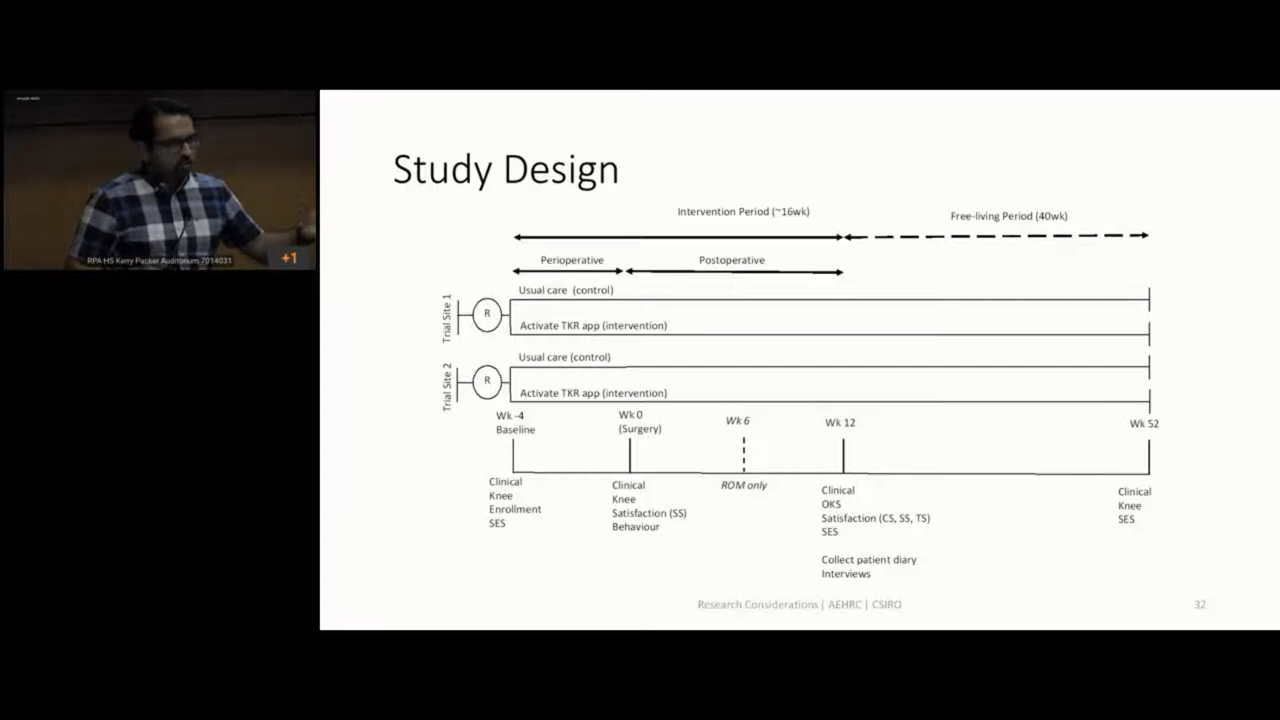 RPA HS Kerry Packer Auditorium 7014031
+1
Study Design
Intervention Period (~16wk)
Free-living Period (40wk)
Perioperative
Postoperative
Trial Site 1
R
Usual care  (control)
Activate TKR app (intervention)
Trial Site 2
R
Usual care (control)
Activate TKR app (intervention)
Wk -4
Baseline
Wk 0
(Surgery)
Wk 6
Wk 12
Wk 52
Clinical
Knee
Enrollment
SES
Clinical
Knee
Satisfaction (SS)
Behaviour
ROM only
Clinical
OKS
Satisfaction (CS, SS, TS)
SES
Collect patient diary
Interviews
Clinical
Knee
SES
Research Considerations | AEHRC | CSIRO
32